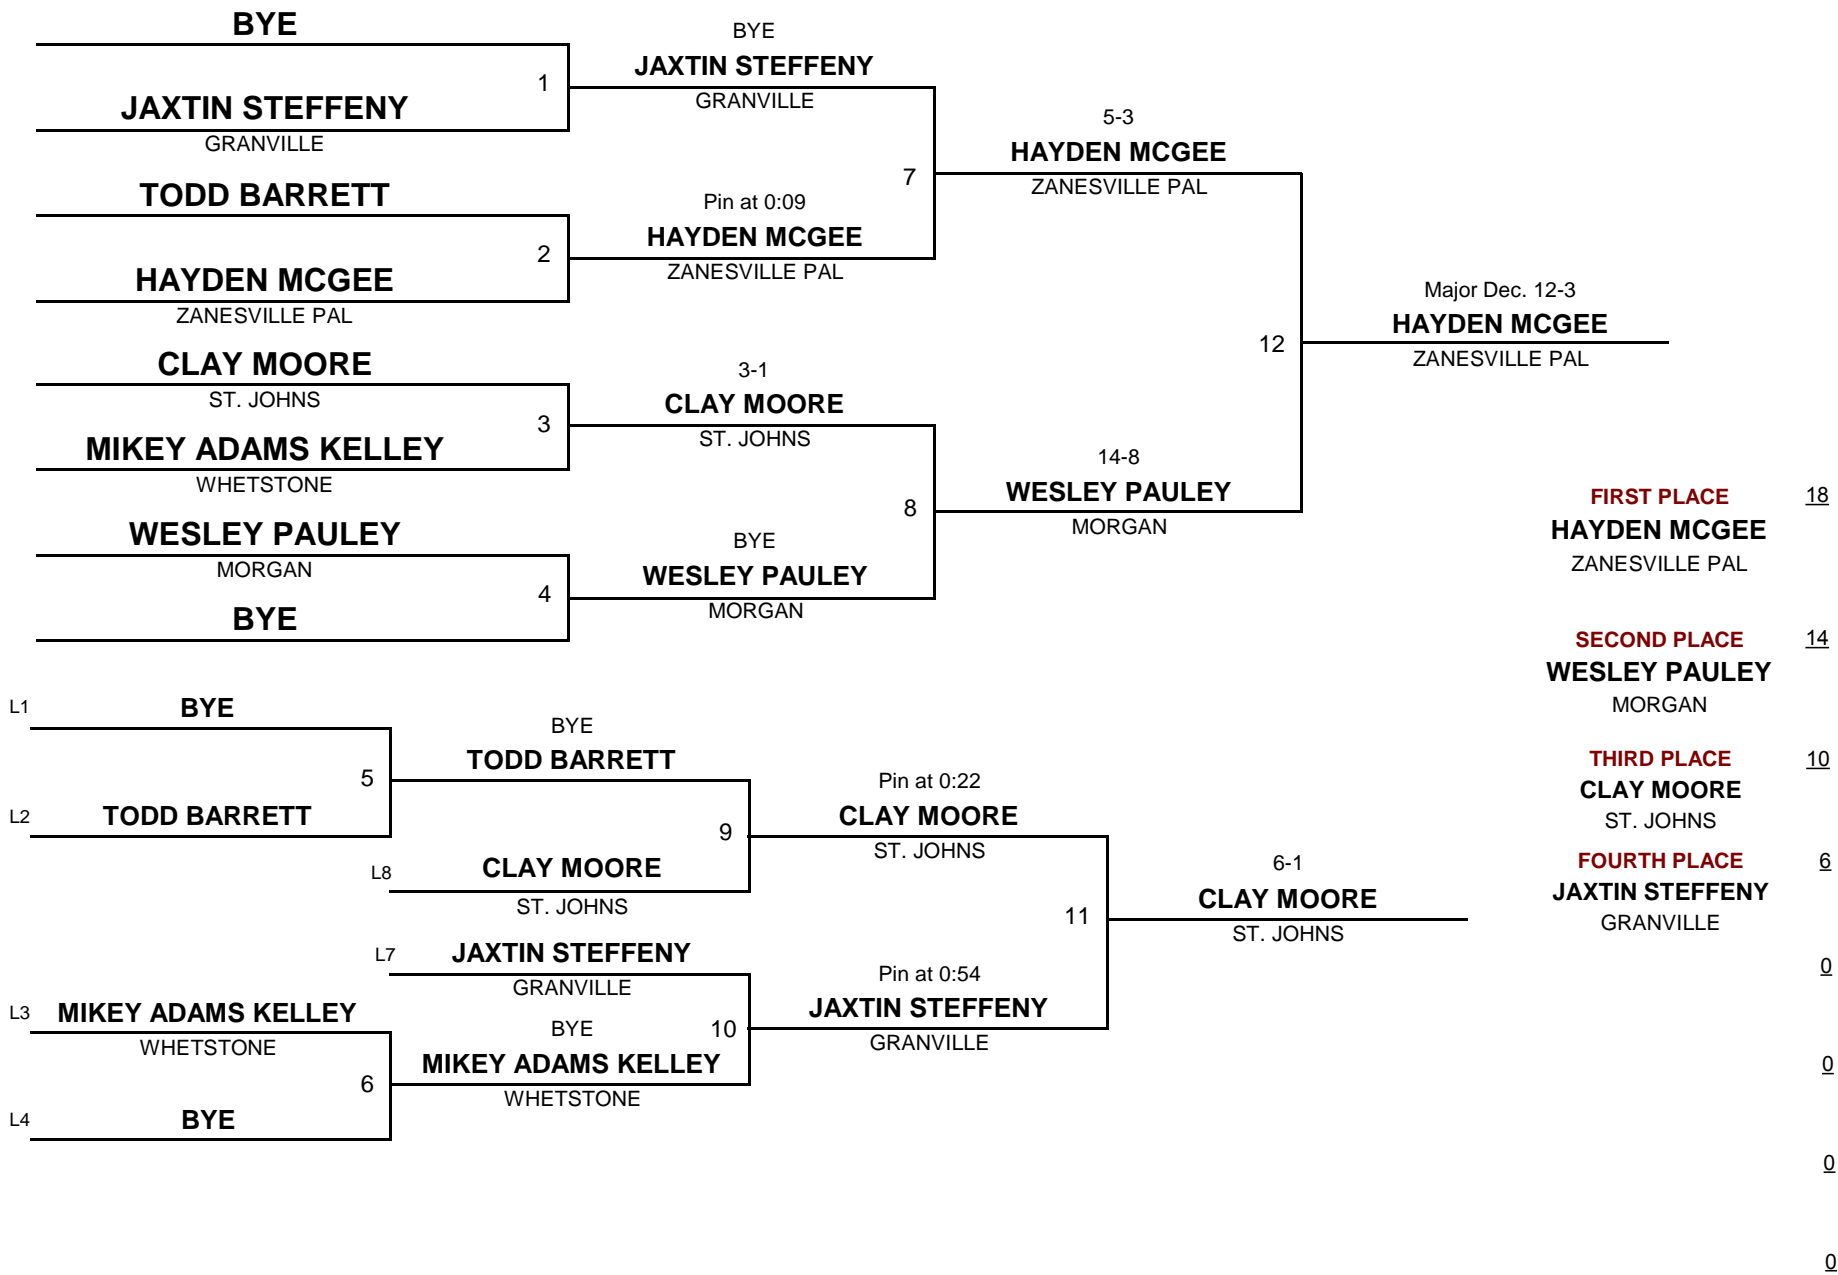 BYE
1
JAXTIN STEFFENY
GRANVILLE
TODD BARRETT
2
HAYDEN MCGEE
ZANESVILLE PAL
CLAY MOORE
ST. JOHNS
3
MIKEY ADAMS KELLEY
WHETSTONE
WESLEY PAULEY
MORGAN
4
BYE
BYE
JAXTIN STEFFENY
GRANVILLE
7
Pin at 0:09
HAYDEN MCGEE
ZANESVILLE PAL
3-1
CLAY MOORE
ST. JOHNS
8
BYE
WESLEY PAULEY
MORGAN
5-3
HAYDEN MCGEE
ZANESVILLE PAL
12
14-8
WESLEY PAULEY
MORGAN
Major Dec. 12-3
HAYDEN MCGEE
ZANESVILLE PAL
L1 BYE
5
L2 TODD BARRETT
BYE
TODD BARRETT
9
L8 CLAY MOORE
ST. JOHNS
L7 JAXTIN STEFFENY
GRANVILLE
L3 MIKEY ADAMS KELLEY
WHETSTONE
6
L4 BYE
BYE
10
MIKEY ADAMS KELLEY
WHETSTONE
Pin at 0:22
CLAY MOORE
ST. JOHNS
11
Pin at 0:54
JAXTIN STEFFENY
GRANVILLE
6-1
CLAY MOORE
ST. JOHNS
FIRST PLACE 18
HAYDEN MCGEE
ZANESVILLE PAL
SECOND PLACE 14
WESLEY PAULEY
MORGAN
THIRD PLACE 10
CLAY MOORE
ST. JOHNS
FOURTH PLACE 6
JAXTIN STEFFENY
GRANVILLE
0
0
0
0